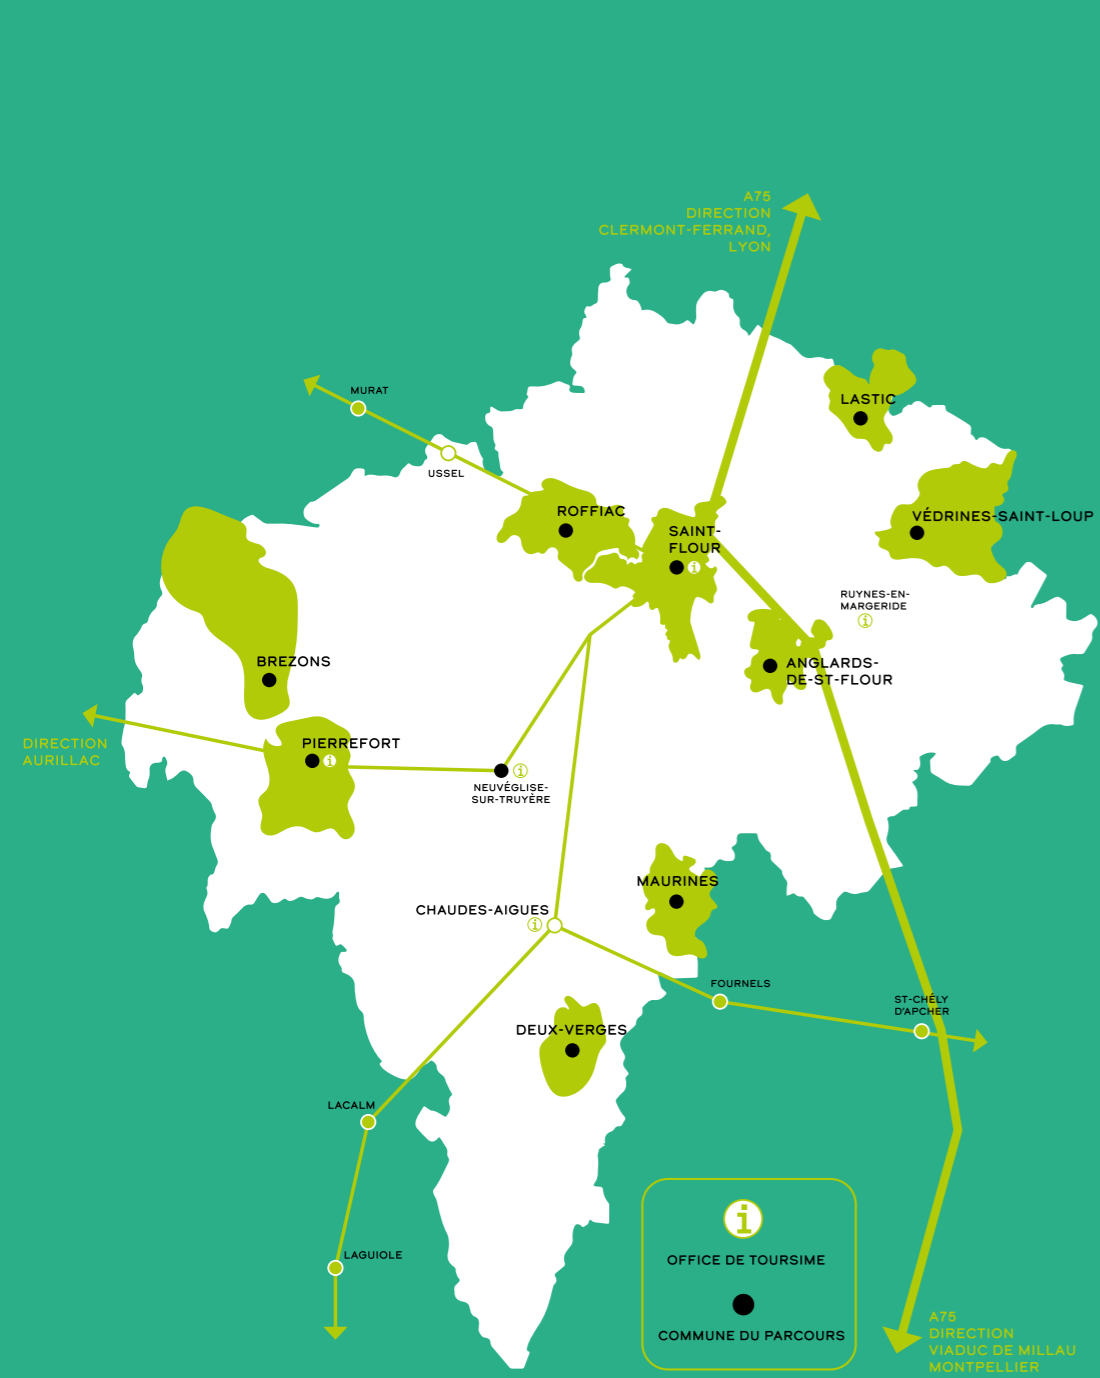 A75
DIRECTION
CLERMONT-FERRAND,
LYON
MURAT
LASTIC
USSEL
ROFFIAC
VÉDRINES-SAINT-LOUP
SAINT-
FLOUR
i
RUYNES-EN-
MARGERIDE
i
BREZONS
ANGLARDS-
DE-ST-FLOUR
DIRECTION
AURILLAC
PIERREFORT
i
i
NEUVÉGLISE-
SUR-TRUYÈRE
MAURINES
CHAUDES-AIGUES
i
FOURNELS
ST-CHÉLY
D'APCHER
DEUX-VERGES
LACALM
LAGUIOLE
i
OFFICE DE TOURSIME
COMMUNE DU PARCOURS
A75
DIRECTION
VIADUC DE MILLAU
MONTPELLIER